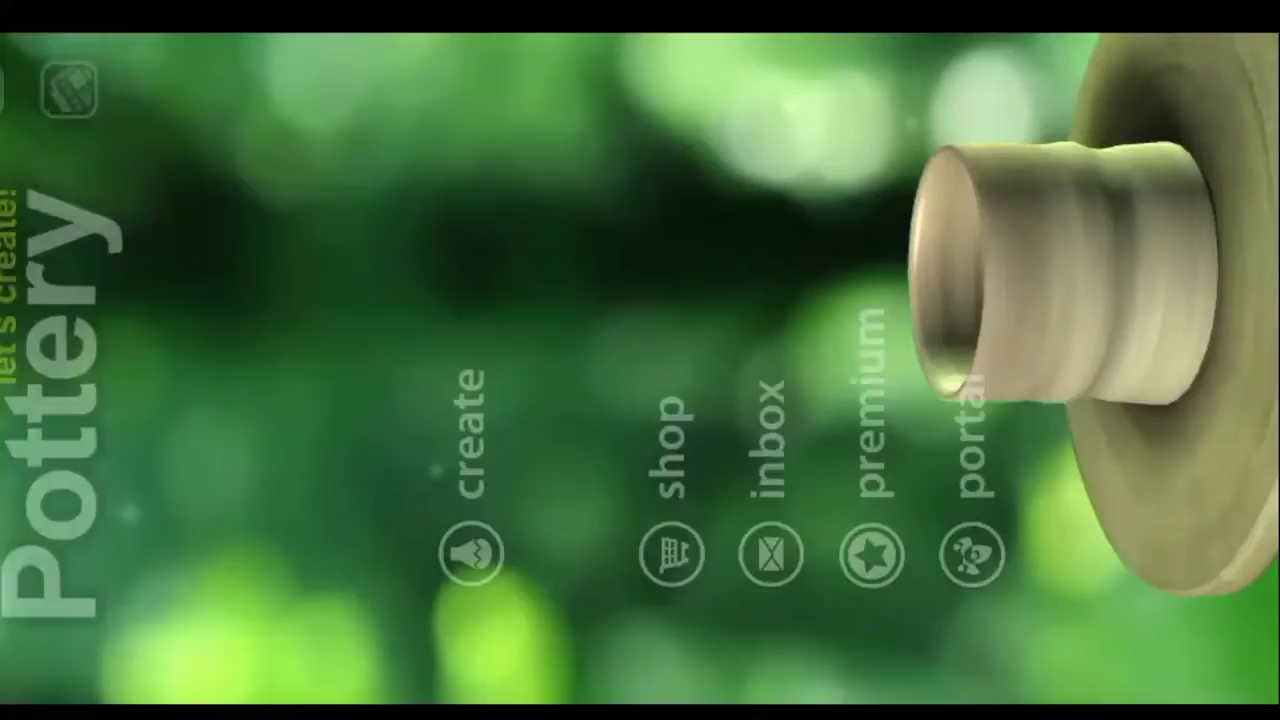 let's create!
Pottery
create
shop
inbox
premium
portal